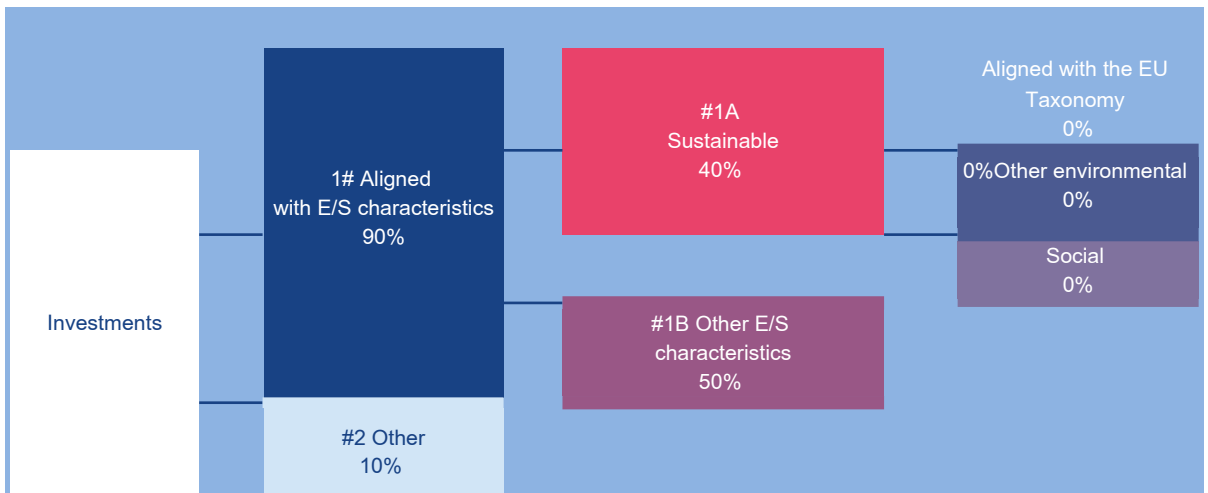 Investments
1# Aligned
with E/S characteristics
90%
#2 Other
10%
#1A
Sustainable
40%
#1B Other E/S
characteristics
50%
Aligned with the EU
Taxonomy
0%
0%Other environmental
0%
Social
0%